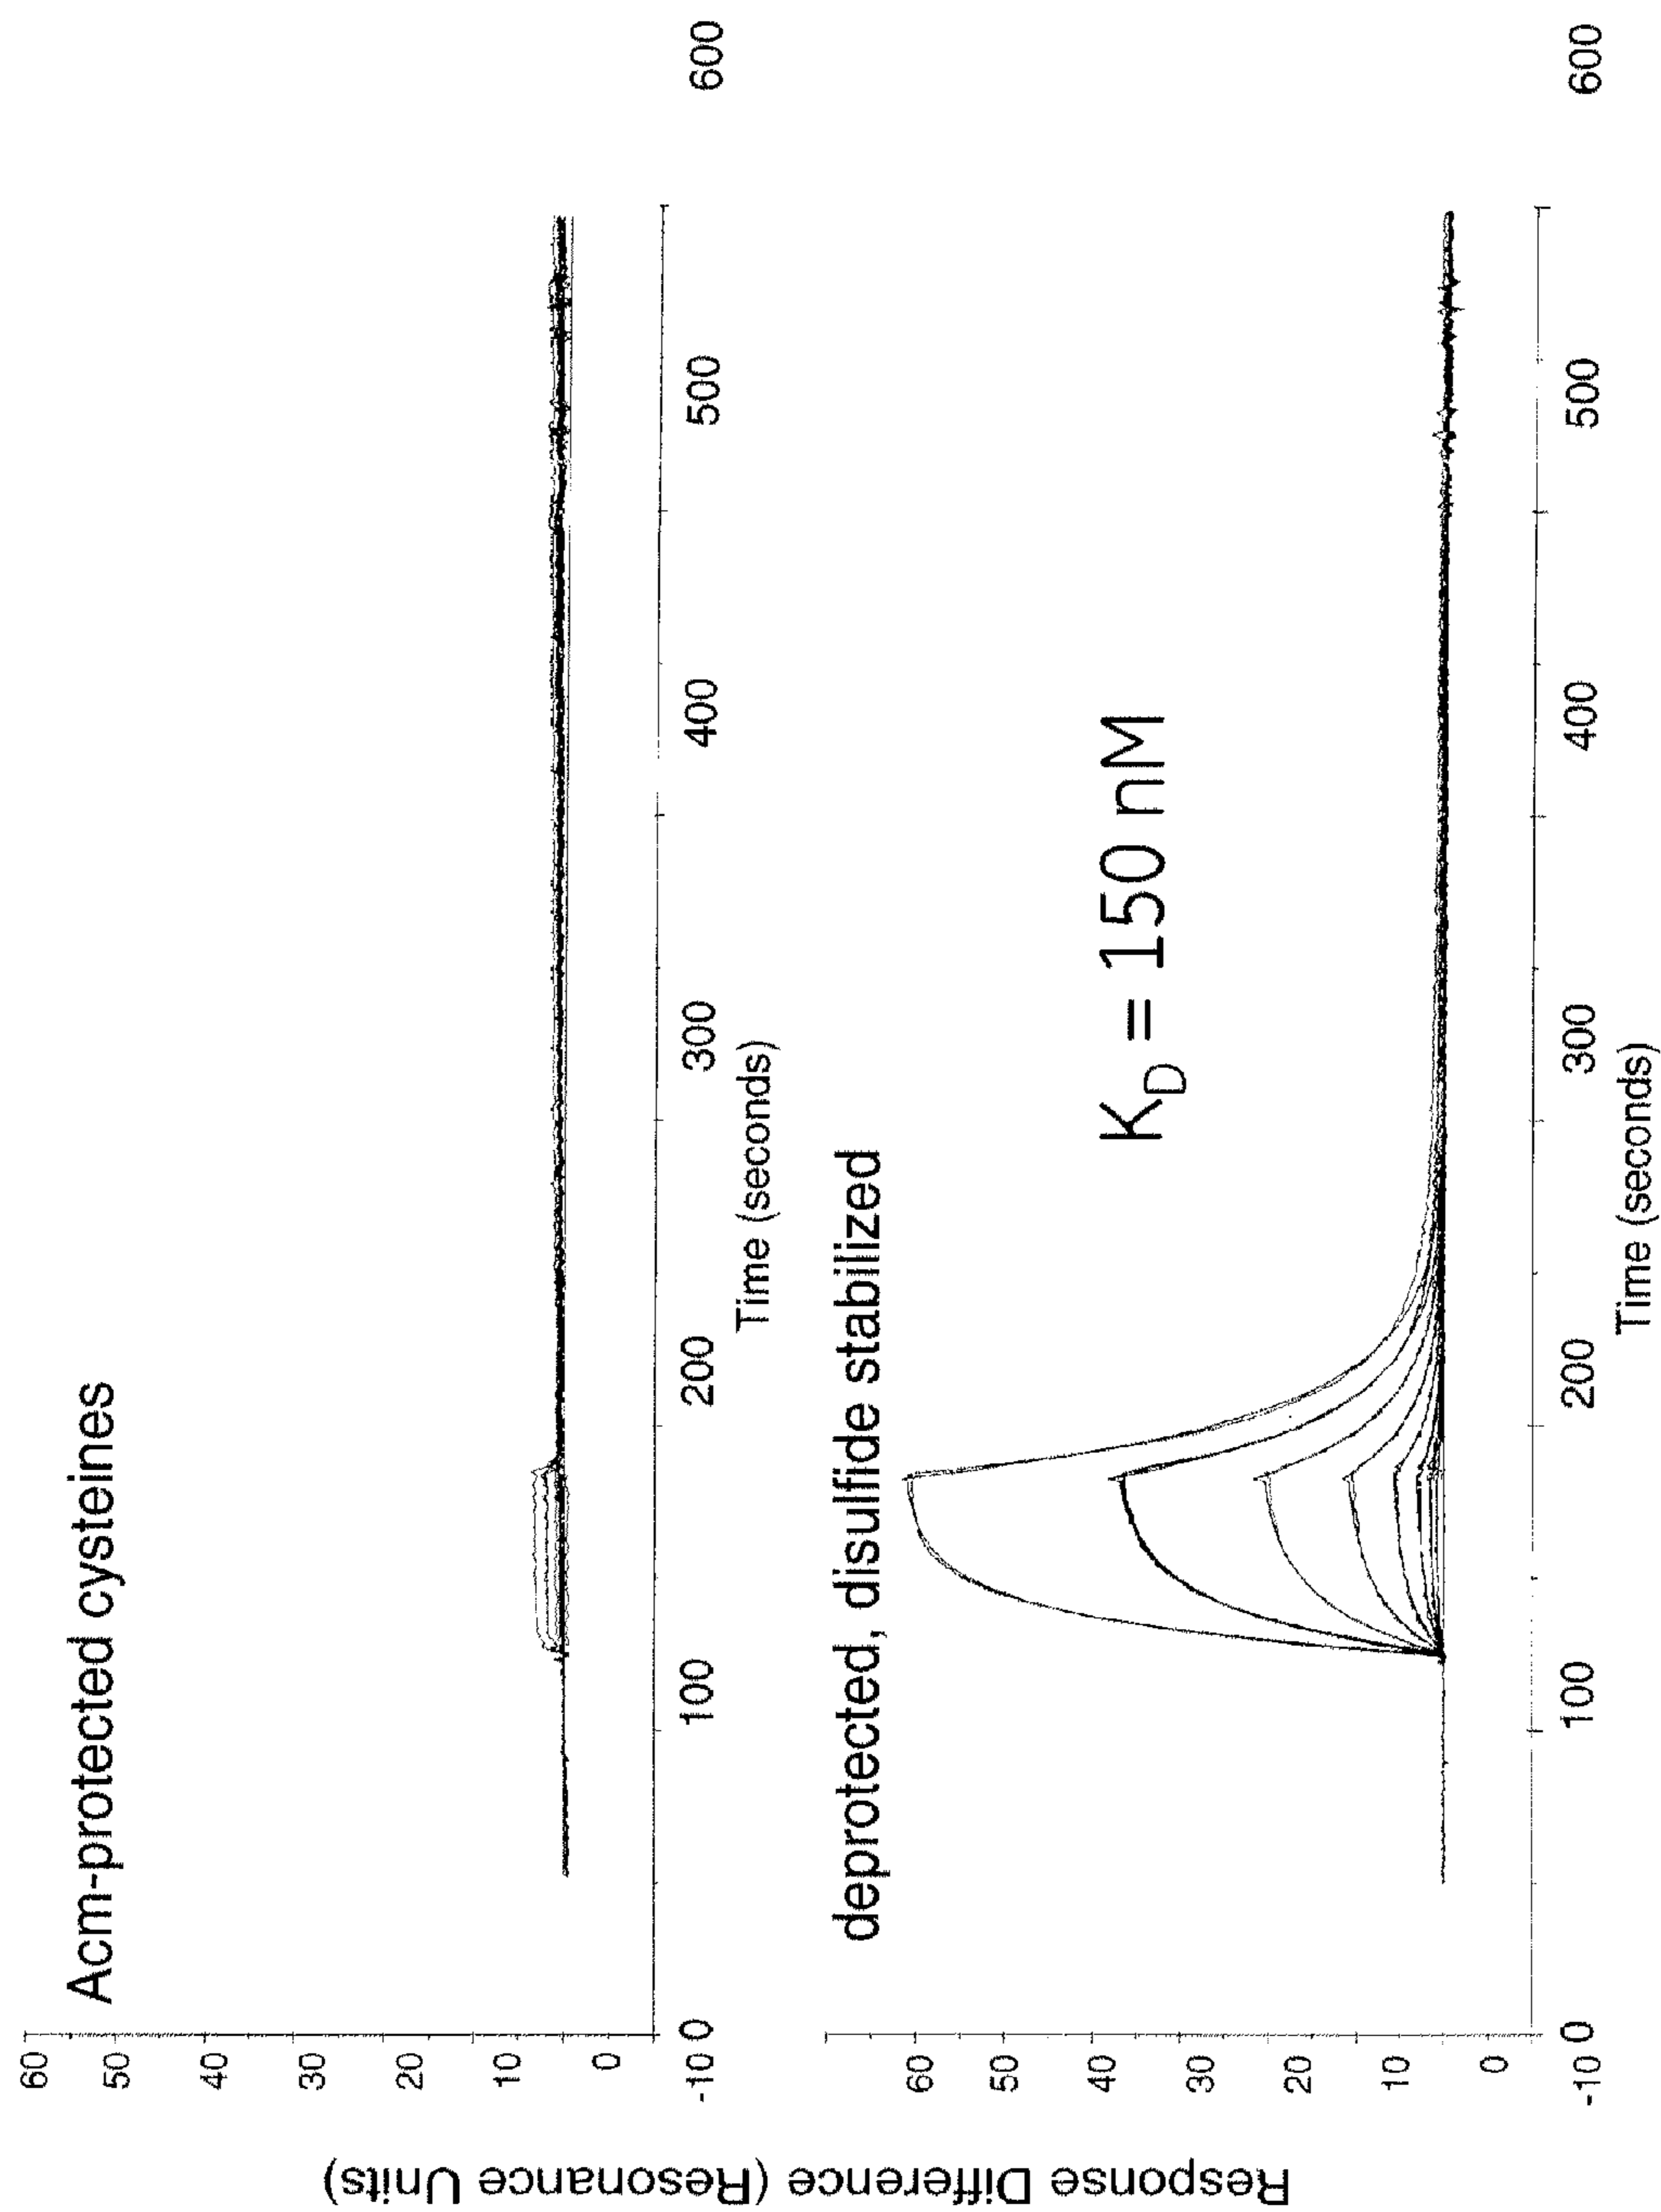 Response Difference (Resonance Units)
Acm-protected cysteines
60
50
40
30
20
10
0
-10
0 100 200 300 400 500 600
Time (seconds)
deprotected, disulfide stabilized
K_D = 150 nM
60
50
40
30
20
10
0
-10
0 100 200 300 400 500 600
Time (seconds)